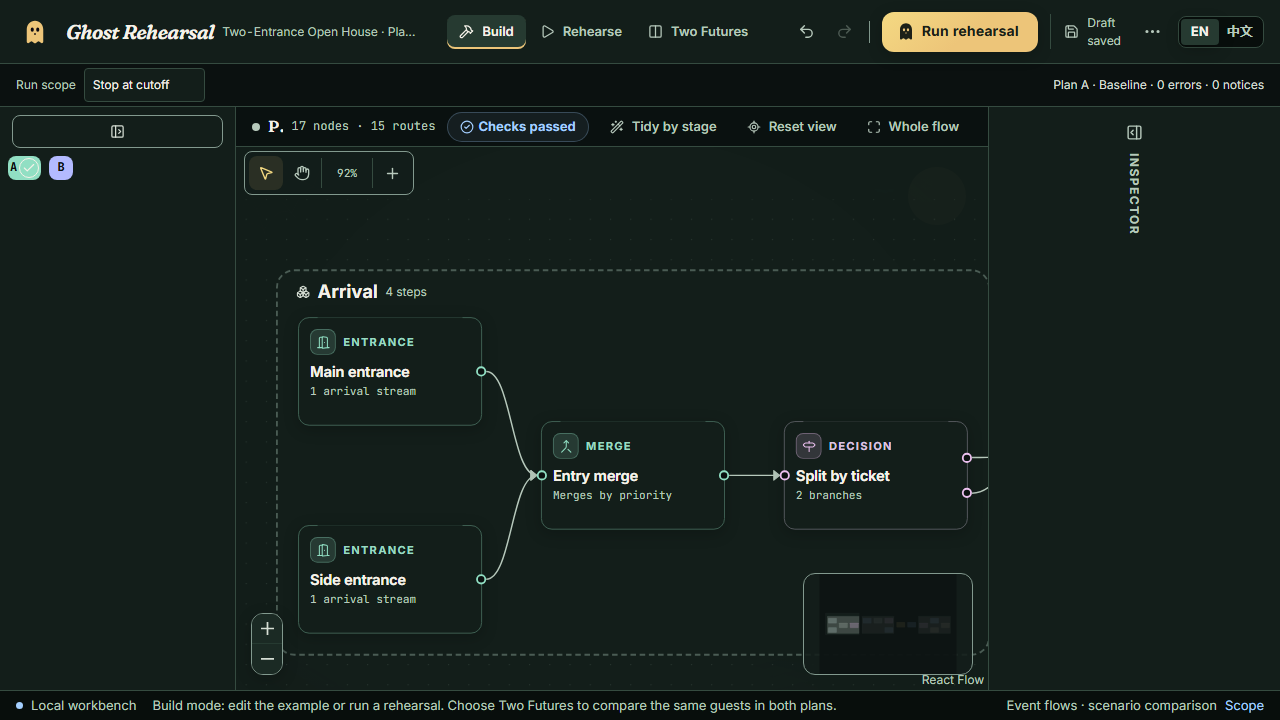 Ghost Rehearsal Two-Entrance Open House · Pla... Build Rehearse Two Futures Run rehearsal Draft saved EN 中文
Run scope Stop at cutoff Plan A · Baseline · 0 errors · 0 notices
P. 17 nodes · 15 routes Checks passed Tidy by stage Reset view Whole flow
A B
92%
INSPECTOR
Arrival 4 steps
ENTRANCE
Main entrance
1 arrival stream
MERGE
Entry merge
Merges by priority
DECISION
Split by ticket
2 branches
ENTRANCE
Side entrance
1 arrival stream
React Flow
Local workbench Build mode: edit the example or run a rehearsal. Choose Two Futures to compare the same guests in both plans. Event flows · scenario comparison Scope